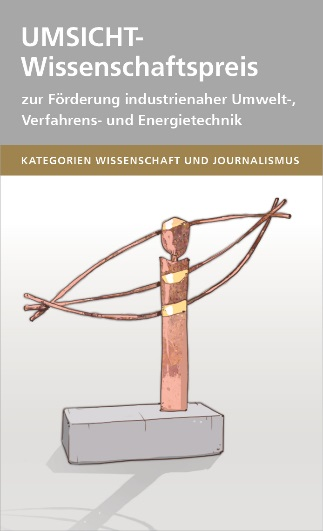 UMSICHT-
Wissenschaftspreis
zur Förderung industrienaher Umwelt-,
Verfahrens- und Energietechnik
KATEGORIEN WISSENSCHAFT UND JOURNALISMUS